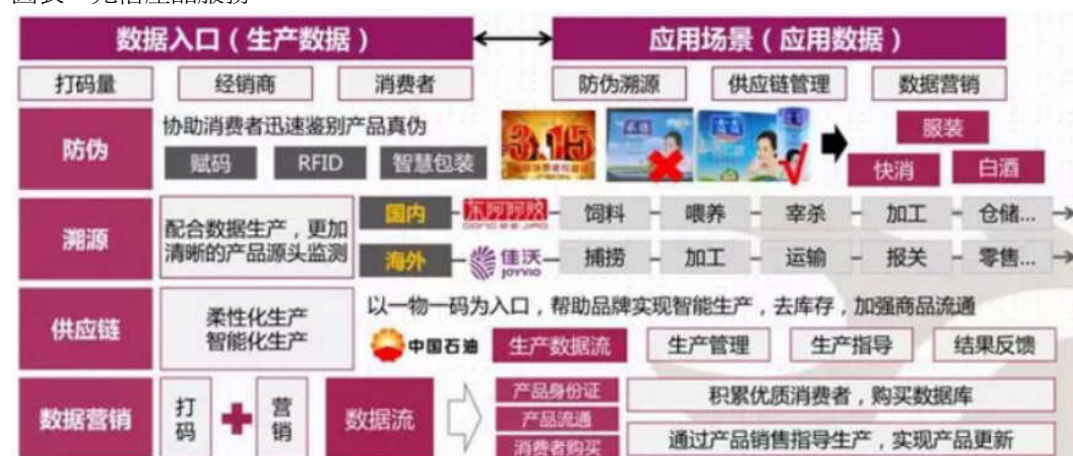 数据入口（生产数据）
应用场景（应用数据）
打码量
经销商
消费者
防伪溯源
供应链管理
数据营销
防伪
协助消费者迅速鉴别产品真伪
赋码
RFID
智慧包装
3.15
服装
快消
白酒
溯源
配合数据生产，更加
清晰的产品源头监测
国内
东阿阿胶
DONG EE JIAO
饲料
喂养
宰杀
加工
仓储...
海外
佳沃
joyvio
捕捞
加工
运输
报关
零售...
供应链
柔性化生产
智能化生产
以一物一码为入口，帮助品牌实现智能生产，去库存，加强商品流通
中国石油
生产数据流
生产管理
生产指导
结果反馈
数据营销
打
码
营
销
数据流
产品身份证
产品流通
消费者购买
积累优质消费者，购买数据库
通过产品销售指导生产，实现产品更新